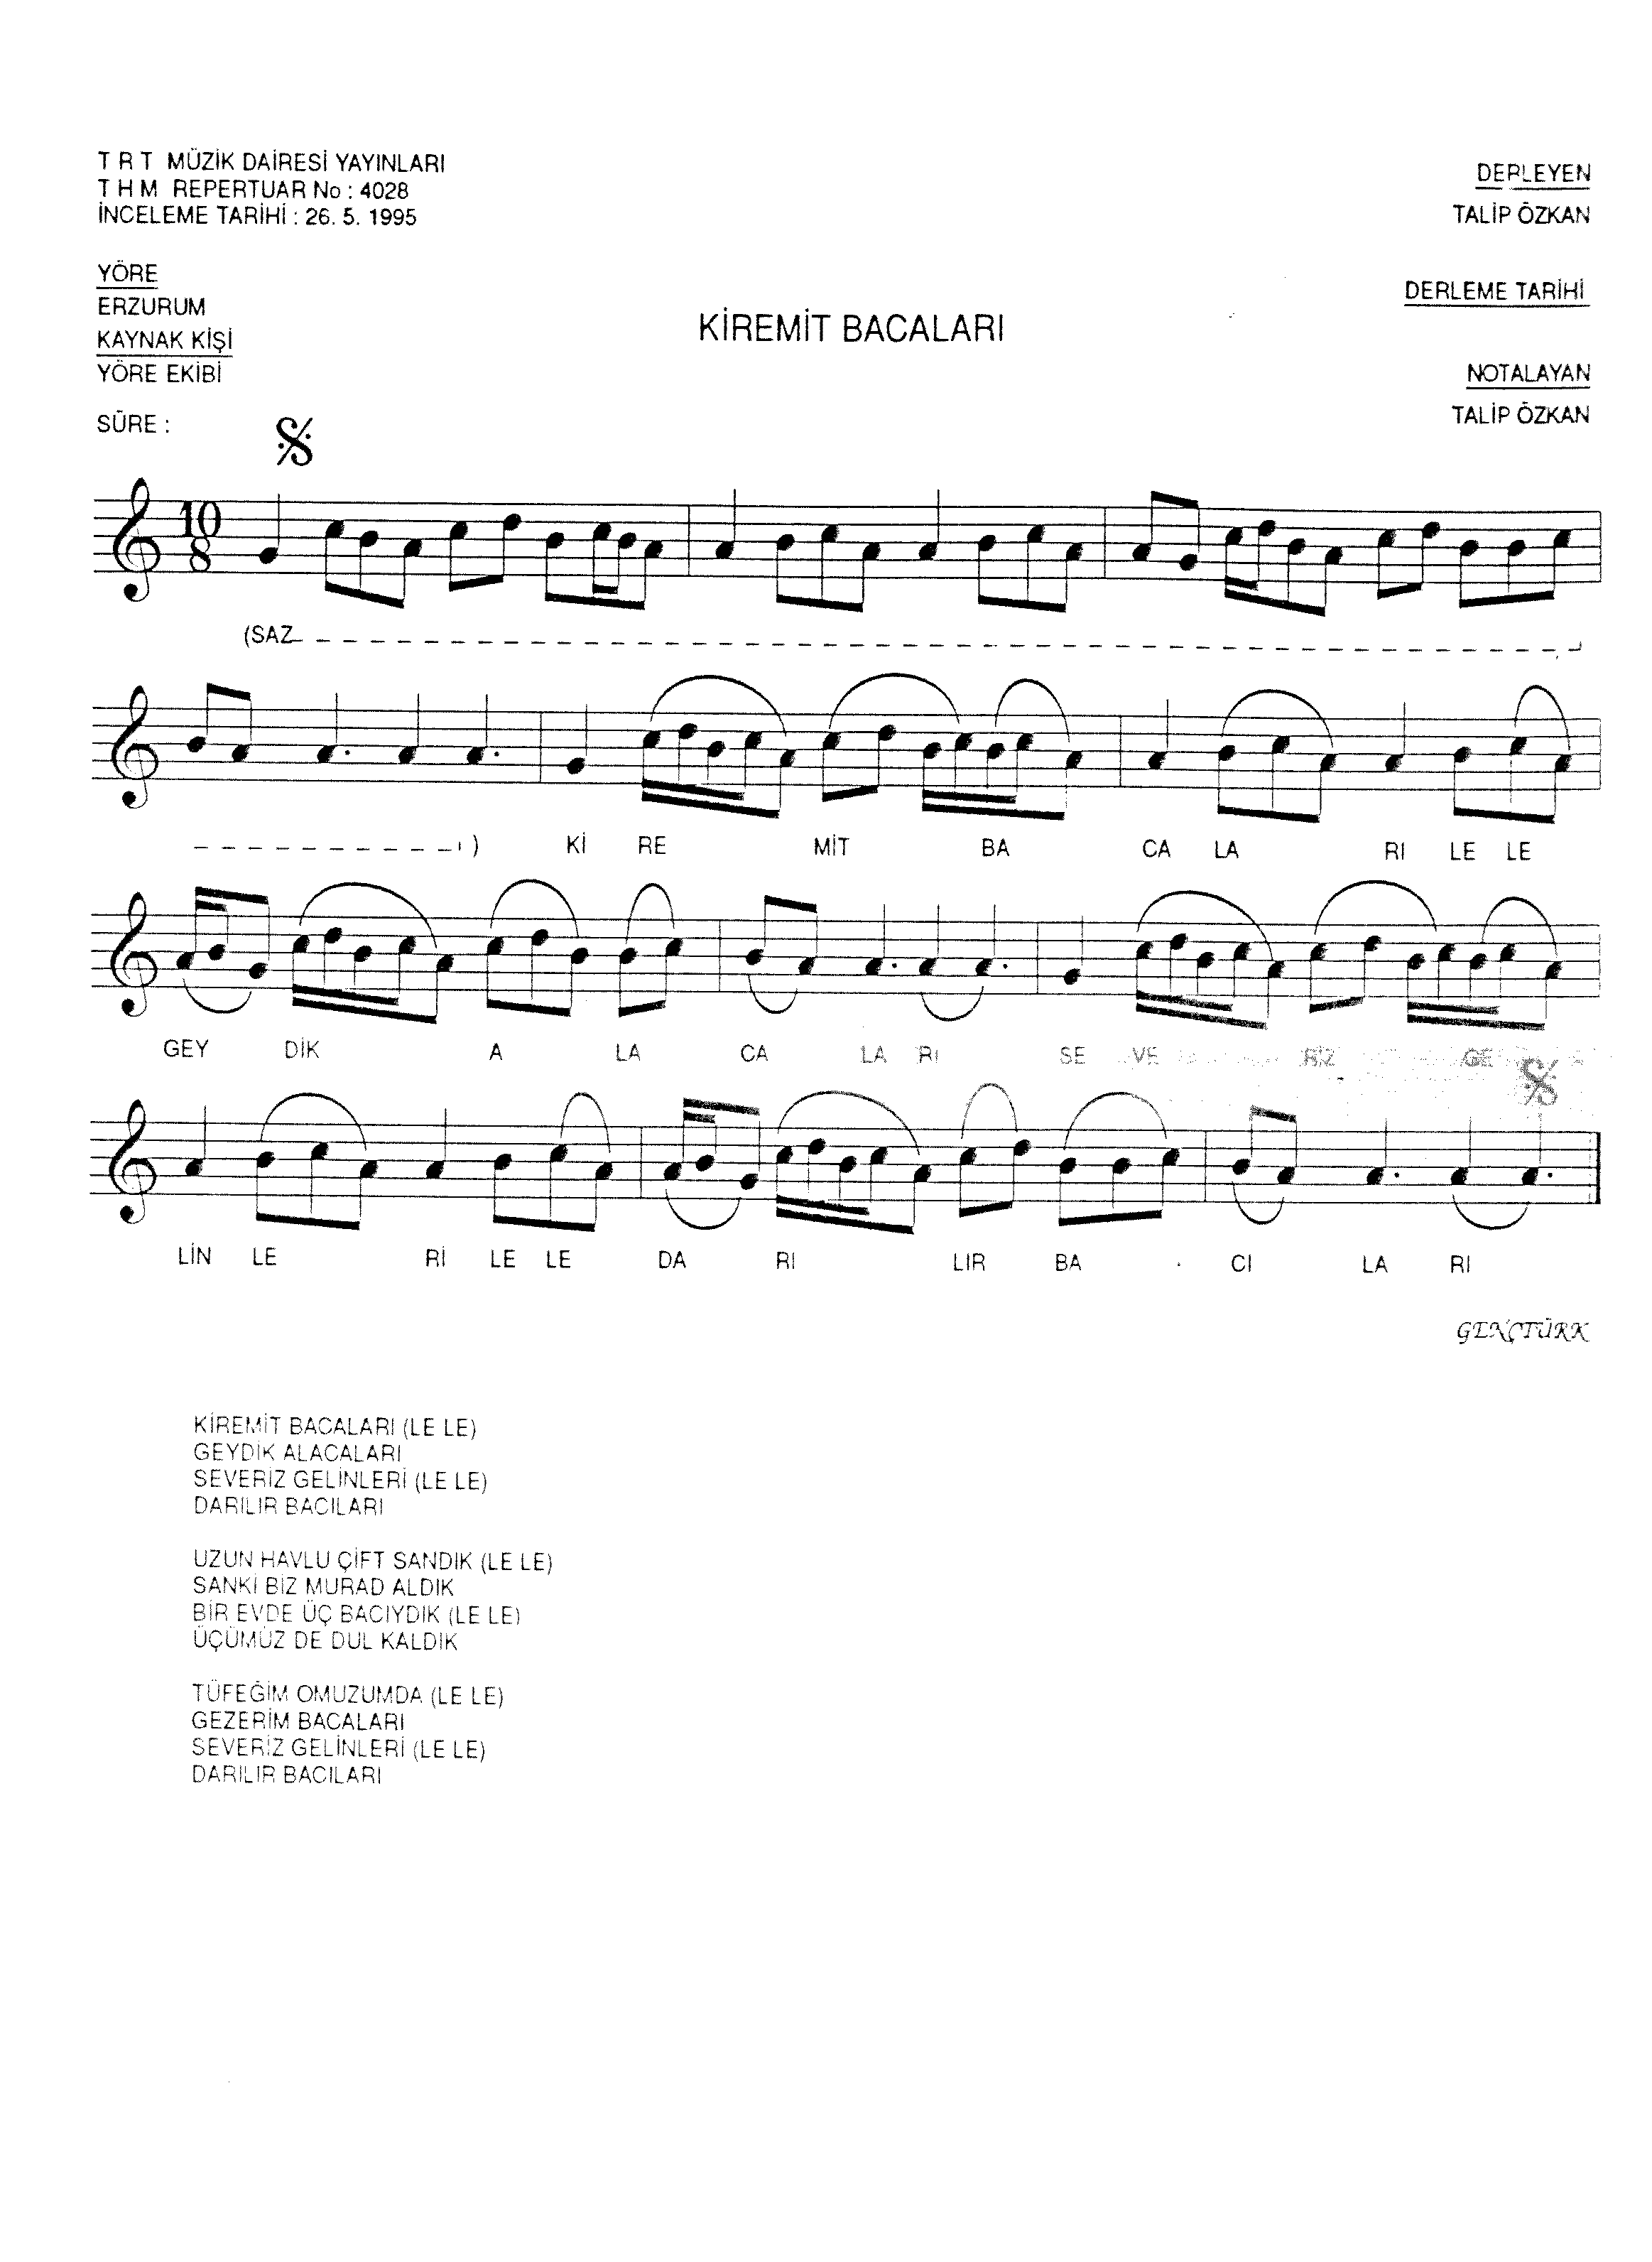 T R T MÜZİK DAİRESİ YAYINLARI
T H M REPERTUAR No : 4028
İNCELEME TARİHİ : 26. 5. 1995
DERLEYEN
TALİP ÖZKAN
YÖRE
ERZURUM
KAYNAK KİŞİ
YÖRE EKİBİ
SÜRE :
DERLEME TARİHİ
KİREMİT BACALARI
NOTALAYAN
TALİP ÖZKAN
10
8
(SAZ
)
Kİ RE MİT BA CA LA RI LE LE
GEY DİK A LA CA LA RI SE VE RİZ GE
LİN LE Rİ LE LE DA RI LIR BA CI LA RI
GENÇTÜRK
KİREMİT BACALARI (LE LE)
GEYDİK ALACALARI
SEVERİZ GELİNLERİ (LE LE)
DARILIR BACILARI
UZUN HAVLU ÇİFT SANDIK (LE LE)
SANKİ BİZ MURAD ALDIK
BİR EVDE ÜÇ BACIYDIK (LE LE)
ÜÇÜMÜZ DE DUL KALDIK
TÜFEĞİM OMUZUMDA (LE LE)
GEZERİM BACALARI
SEVERİZ GELİNLERİ (LE LE)
DARILIR BACILARI